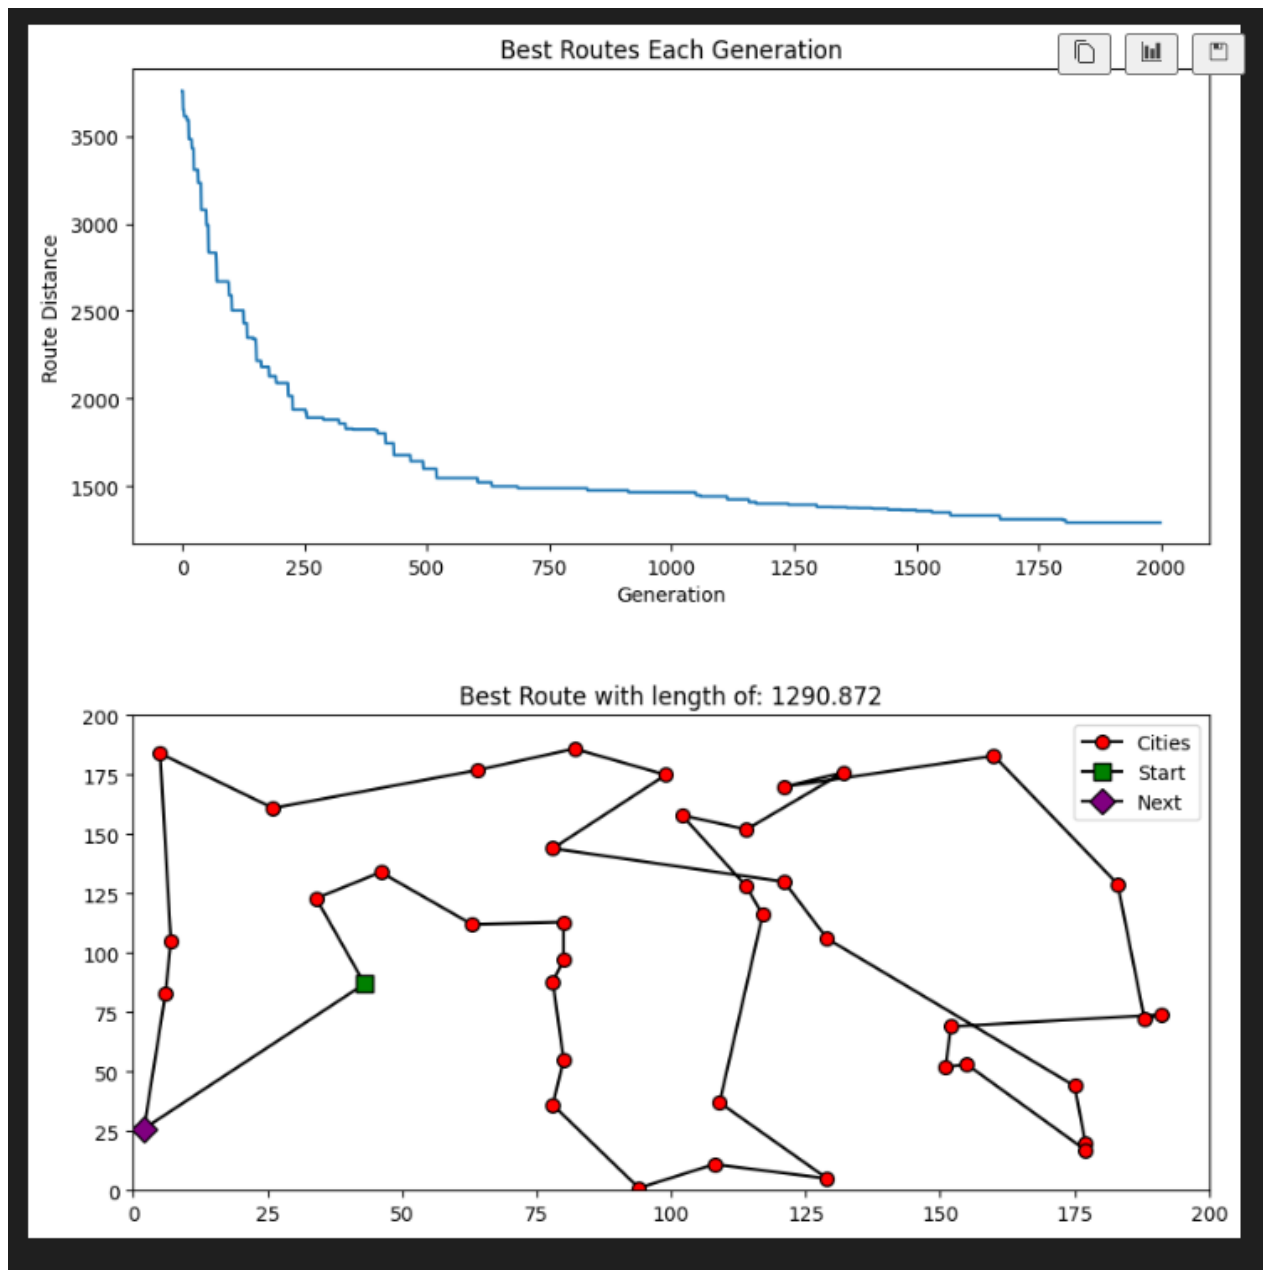 Best Routes Each Generation
3500
3000
2500
2000
1500
Route Distance
0 250 500 750 1000 1250 1500 1750 2000
Generation
Best Route with length of: 1290.872
200
175
150
125
100
75
50
25
0
Cities
Start
Next
0 25 50 75 100 125 150 175 200